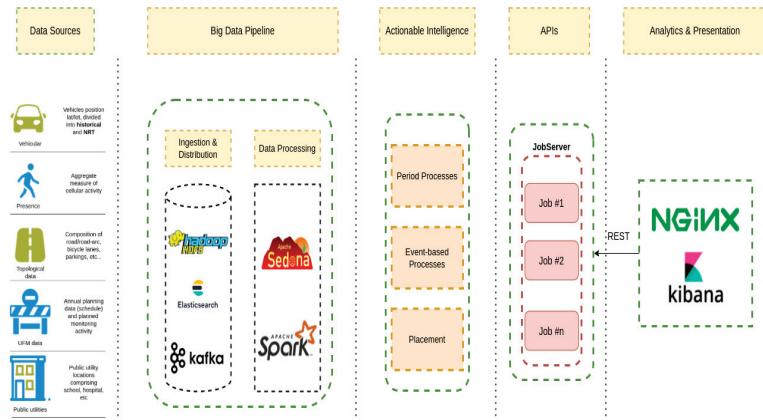 Data Sources
Big Data Pipeline
Actionable Intelligence
APIs
Analytics & Presentation
Vehicles position
lat/lot, divided
into historical
and NRT
Vehicular
Aggregate
measure of
cellular activity
Presence
Composition of
road/road-arc,
bicycle lanes,
parkings, etc..
Topological
data
Annual planning
data (schedule) and
planned
monitoring
activity
UFM data
Public utility
locations
comprising
school, hospital,
etc
Public utilities
Ingestion &
Distribution
hadoop
HDFS
Elasticsearch
kafka
Data Processing
Apache
Sedona
APACHE
Spark
Period Processes
Event-based
Processes
Placement
JobServer
Job #1
Job #2
Job #n
REST
NGINX
kibana